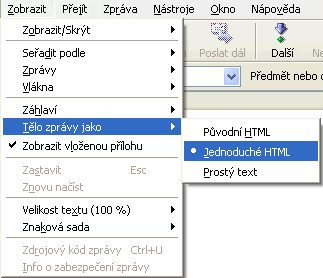 Zobrazit Přejít Zpráva Nástroje Okno Nápověda
Zobrazit/Skrýt
Seřadit podle
Zprávy
Vlákna
Záhlaví
Tělo zprávy jako
Zobrazit vloženou přílohu
Zastavit Esc
Znovu načíst
Velikost textu (100 %)
Znaková sada
Zdrojový kód zprávy Ctrl+U
Info o zabezpečení zprávy
Poslat dál Další
Předmět nebo
Původní HTML
Jednoduché HTML
Prostý text